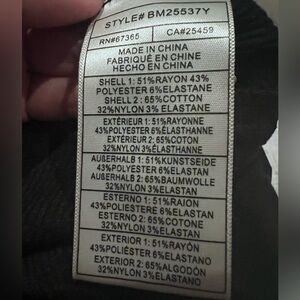 STYLE# BM25537Y
RN#67365 CA#25459
MADE IN CHINA
FABRIQUÉ EN CHINE
HECHO EN CHINA
SHELL 1: 51%RAYON 43%
POLYESTER 6%ELASTANE
SHELL 2: 65%COTTON
32%NYLON 3%ELASTANE
EXTÉRIEUR 1: 51%RAYONNE
43%POLYESTER 6%ÉLASTHANNE
EXTÉRIEUR 2: 65%COTON
32%NYLON 3%ÉLASTHANNE
AUßERHALB 1: 51%KUNSTSEIDE
43%POLYESTER 6%ELASTAN
AUßERHALB 2: 65%BAUMWOLLE
32%NYLON 3%ELASTAN
ESTERNO 1: 51%RAION
43%POLIESTERE 6%ELASTAN
ESTERNO 2: 65%COTONE
32%NYLON 3%ELASTAN
EXTERIOR 1: 51%RAYÓN
43%POLIÉSTER 6%ELASTANO
EXTERIOR 2: 65%ALGODÓN
32%NYLON 3%ELASTANO